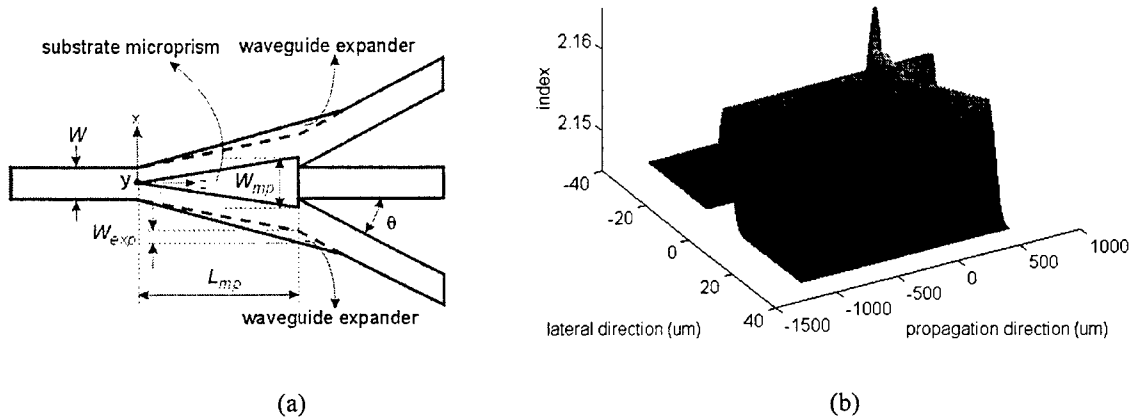 substrate microprism
waveguide expander
W
x
y
W_mp
θ
W_exp
L_mp
waveguide expander
(a)
index
2.16
2.15
-40
-20
0
20
40
-1500
-1000
-500
0
500
1000
lateral direction (um)
propagation direction (um)
(b)